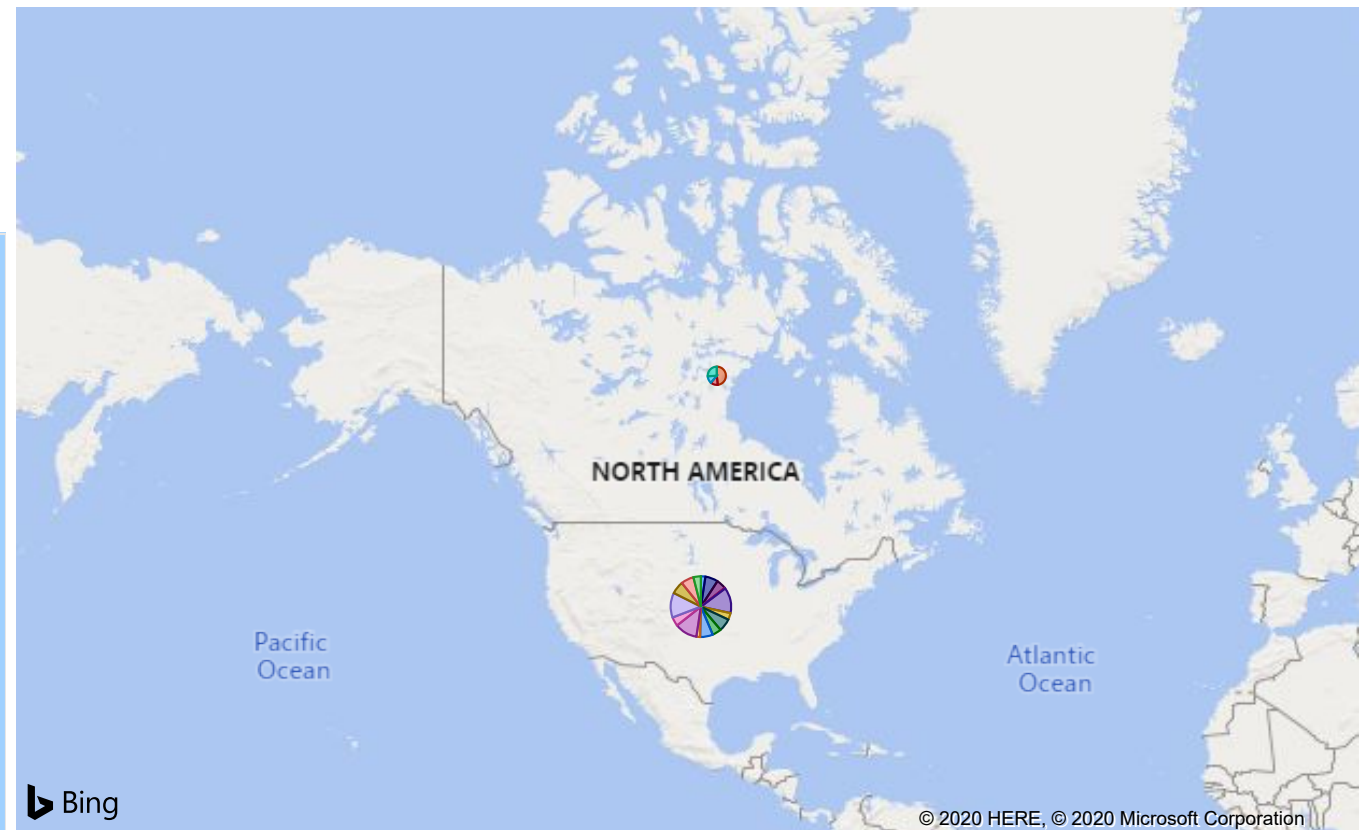 NORTH AMERICA
Pacific
Ocean
Atlantic
Ocean
Bing
© 2020 HERE, © 2020 Microsoft Corporation